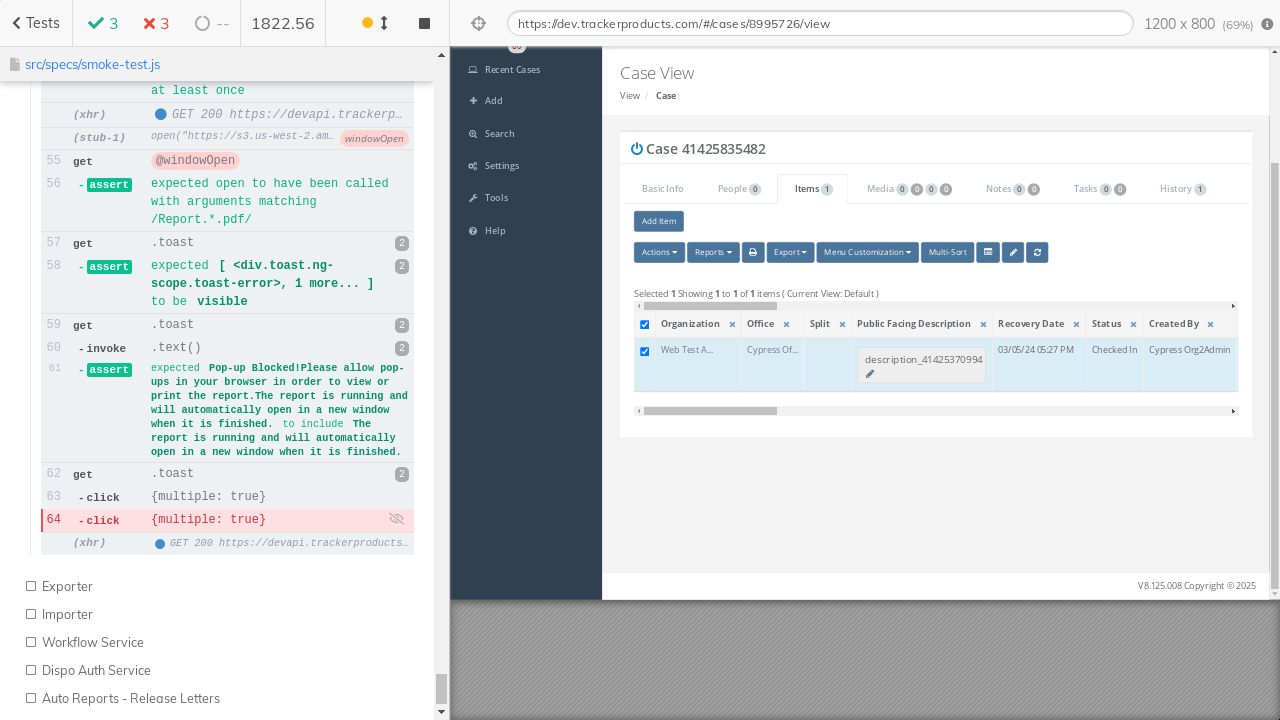 Tests
3
3
--
1822.56
https://dev.trackerproducts.com/#/cases/8995726/view
1200 x 800 (69%)
src/specs/smoke-test.js
at least once
(xhr) GET 200 https://devapi.trackerp…
(stub-1) open("https://s3.us-west-2.am… windowOpen
55 get @windowOpen
56 - assert expected open to have been called
with arguments matching
/Report.*.pdf/
57 get .toast 2
58 - assert expected [ <div.toast.ng- 2
scope.toast-error>, 1 more... ]
to be visible
59 get .toast 2
60 - invoke .text() 2
61 - assert expected Pop-up Blocked!Please allow pop-
ups in your browser in order to view or
print the report.The report is running and
will automatically open in a new window
when it is finished. to include The
report is running and will automatically
open in a new window when it is finished.
62 get .toast 2
63 - click {multiple: true}
64 - click {multiple: true}
(xhr) GET 200 https://devapi.trackerproducts…
Exporter
Importer
Workflow Service
Dispo Auth Service
Auto Reports - Release Letters
Recent Cases
Add
Search
Settings
Tools
Help
Case View
View / Case
Case 41425835482
Basic Info People 0 Items 1 Media 0 0 0 0 Notes 0 0 Tasks 0 0 History 1
Add Item
Actions Reports Export Menu Customization Multi-Sort
Selected 1 Showing 1 to 1 of 1 items ( Current View: Default )
Organization Office Split Public Facing Description Recovery Date Status Created By
Web Test A... Cypress Of... description_41425370994 03/05/24 05:27 PM Checked In Cypress Org2Admin
V8.125.008 Copyright © 2025